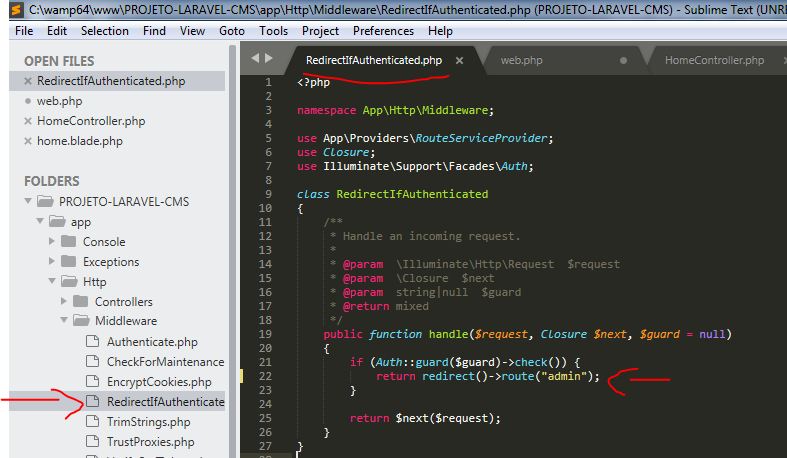 C:\wamp64\www\PROJETO-LARAVEL-CMS\app\Http\Middleware\RedirectIfAuthenticated.php (PROJETO-LARAVEL-CMS) - Sublime Text (UNR
File Edit Selection Find View Goto Tools Project Preferences Help
OPEN FILES
RedirectIfAuthenticated.php
web.php
HomeController.php
home.blade.php
FOLDERS
PROJETO-LARAVEL-CMS
app
Console
Exceptions
Http
Controllers
Middleware
Authenticate.php
CheckForMaintenance
EncryptCookies.php
RedirectIfAuthenticate
TrimStrings.php
TrustProxies.php
RedirectIfAuthenticated.php web.php HomeController.php
1 <?php
2
3 namespace App\Http\Middleware;
4
5 use App\Providers\RouteServiceProvider;
6 use Closure;
7 use Illuminate\Support\Facades\Auth;
8
9 class RedirectIfAuthenticated
10 {
11 /**
12 * Handle an incoming request.
13 *
14 * @param \Illuminate\Http\Request $request
15 * @param \Closure $next
16 * @param string|null $guard
17 * @return mixed
18 */
19 public function handle($request, Closure $next, $guard = null)
20 {
21 if (Auth::guard($guard)->check()) {
22 return redirect()->route("admin");
23 }
24
25 return $next($request);
26 }
27 }